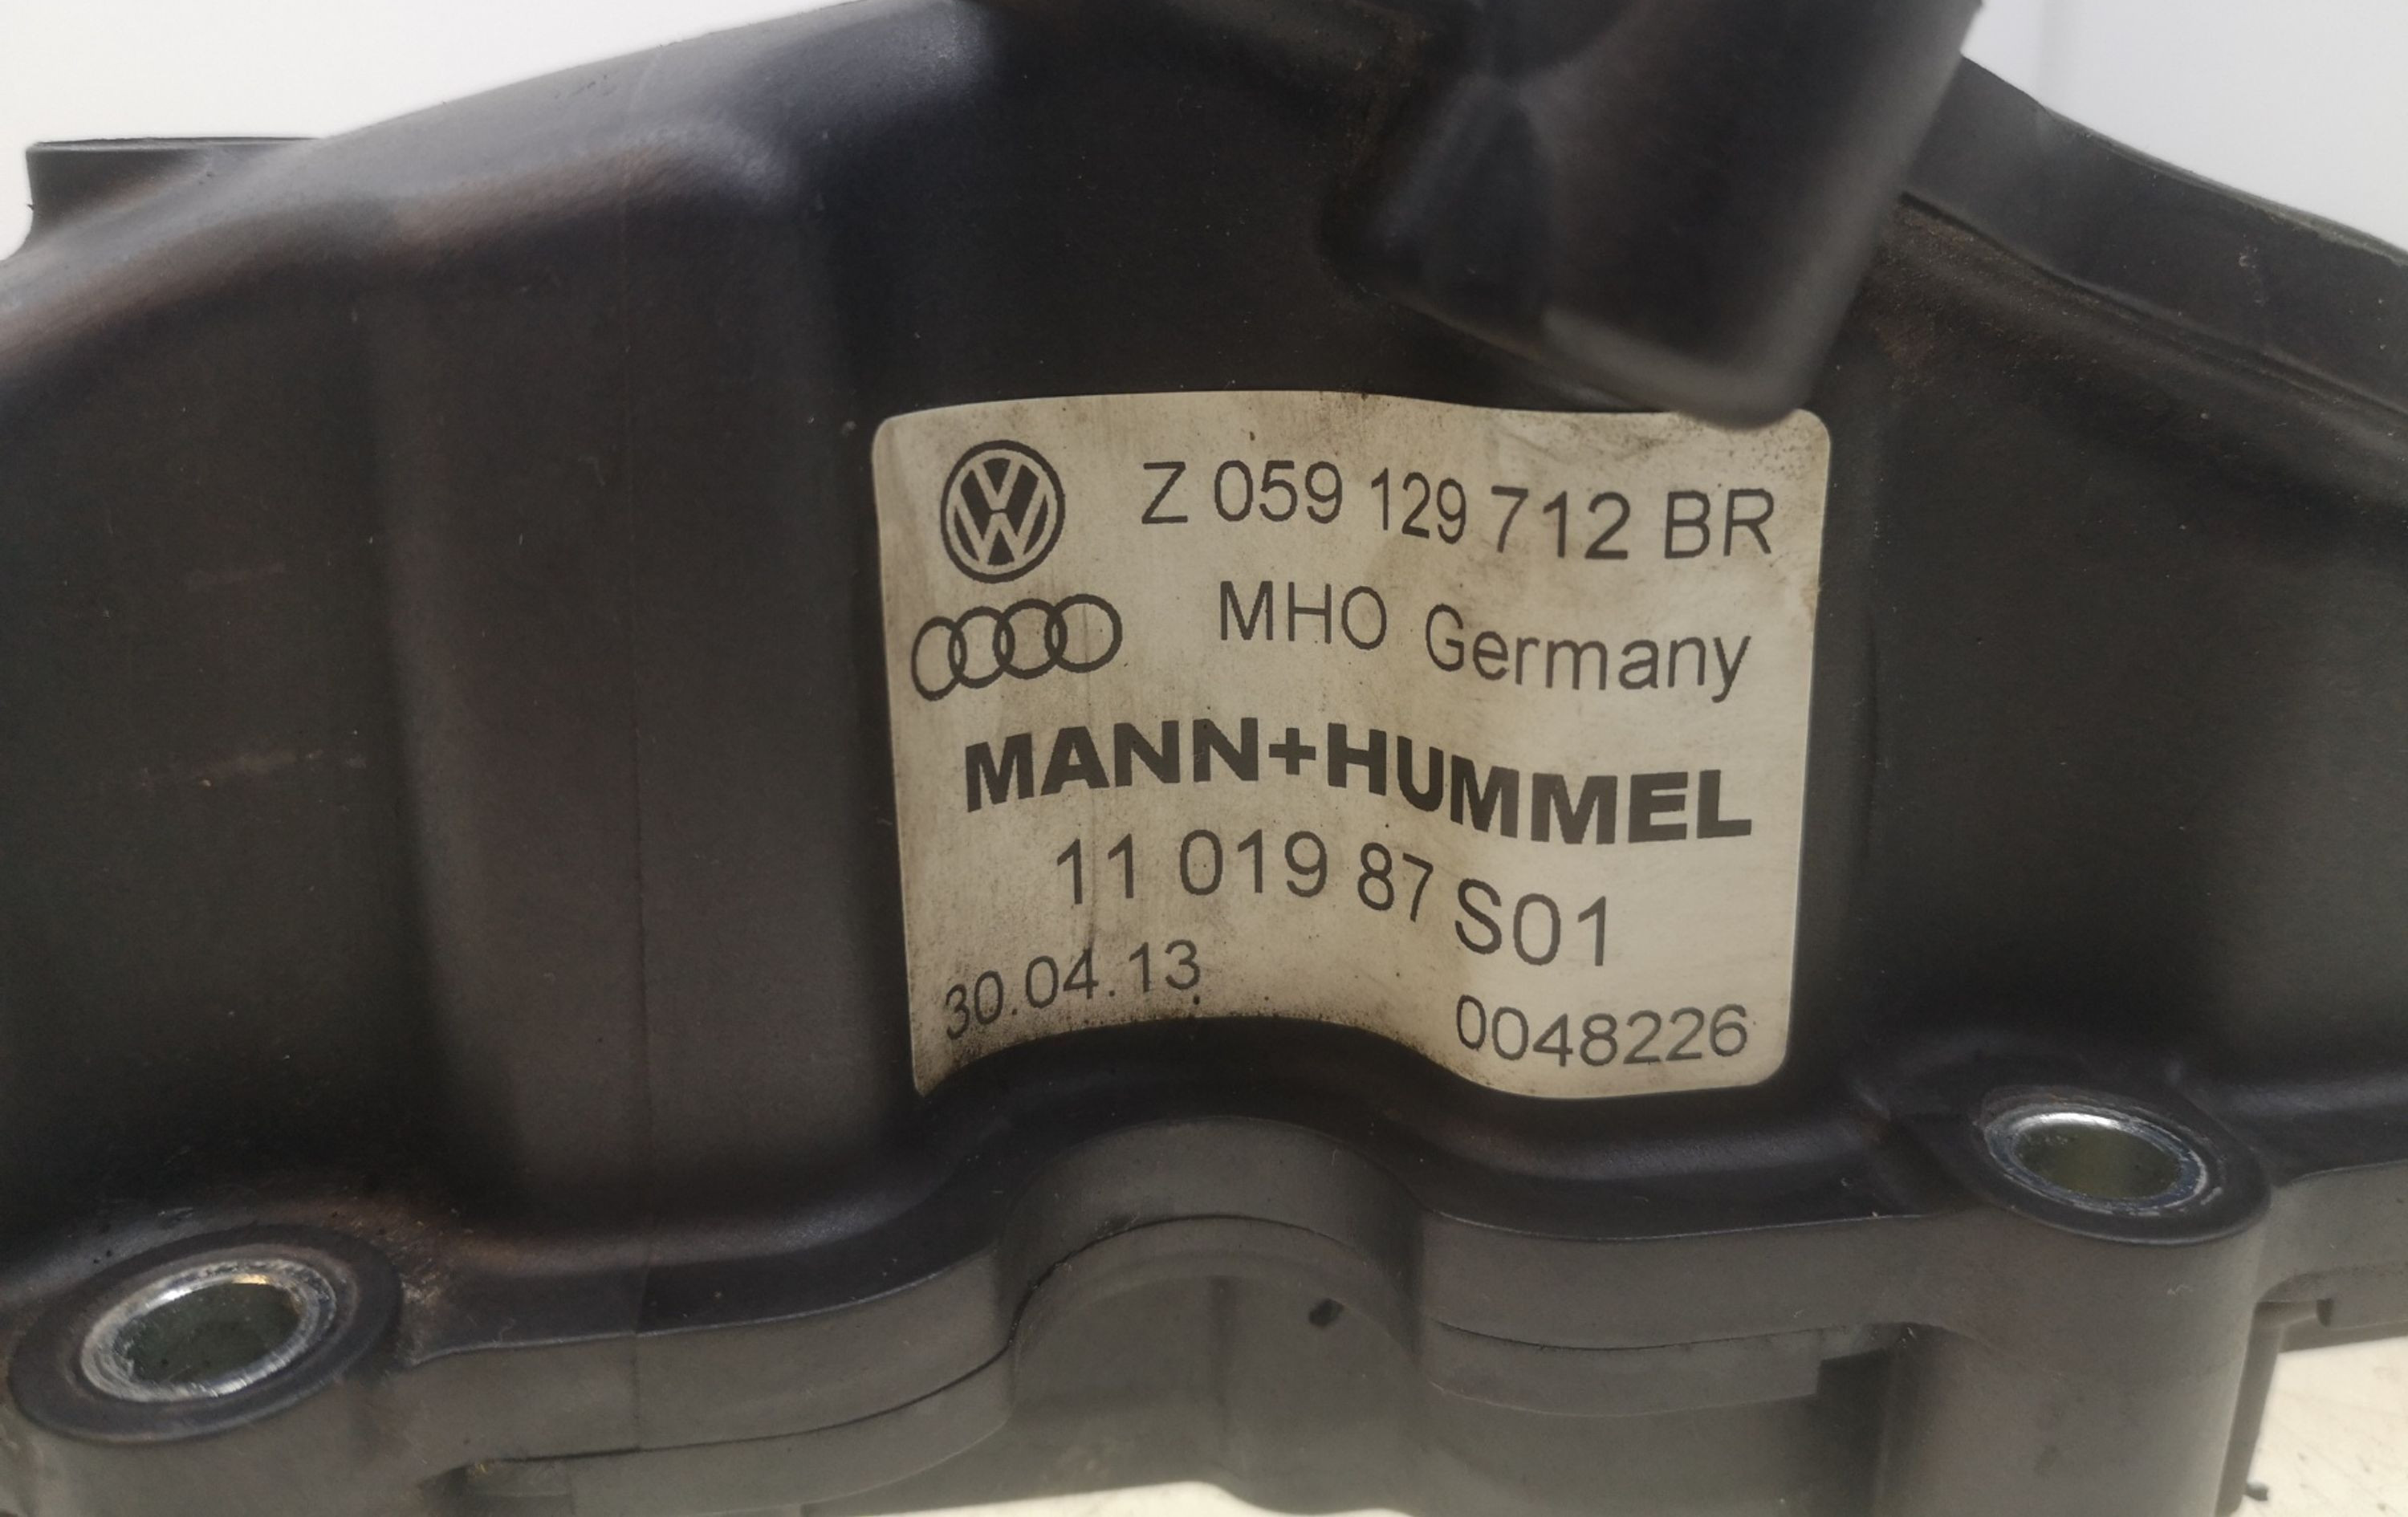 Z 059 129 712 BR
MHO Germany
MANN+HUMMEL
11 019 87 S01
30.04.13
0048226